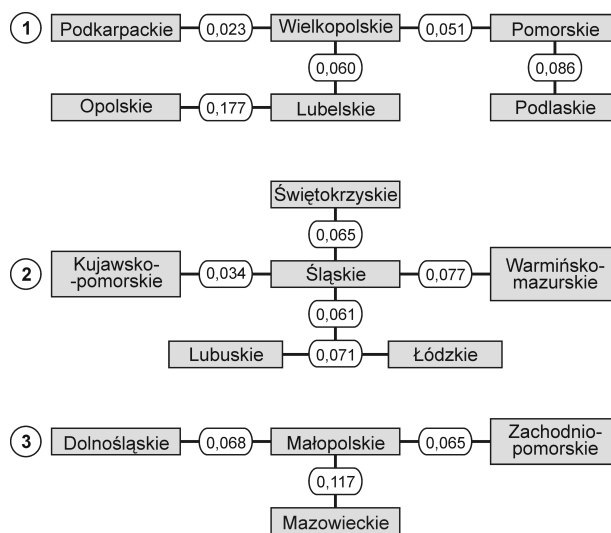 1
Podkarpackie 0,023 Wielkopolskie 0,051 Pomorskie
0,060 0,086
Opolskie 0,177 Lubelskie Podlaskie
Świętokrzyskie
0,065
2
Kujawsko-
-pomorskie
0,034 Śląskie 0,077
Warmińsko-
mazurskie
0,061
Lubuskie 0,071 Łódzkie
3
Dolnośląskie 0,068 Małopolskie 0,065
Zachodnio-
pomorskie
0,117
Mazowieckie